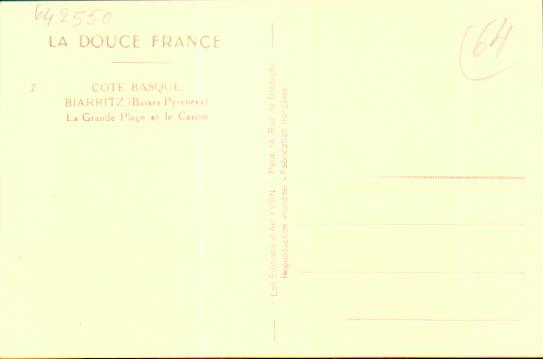 642550
LA DOUCE FRANCE
7 COTE BASQUE
BIARRITZ (Basses Pyrénées)
La Grande Plage et le Casino
Les Editions d'Art YVON - Paris, 14, Rue de Bretagne
Reproduction interdite - Fabrication française
64